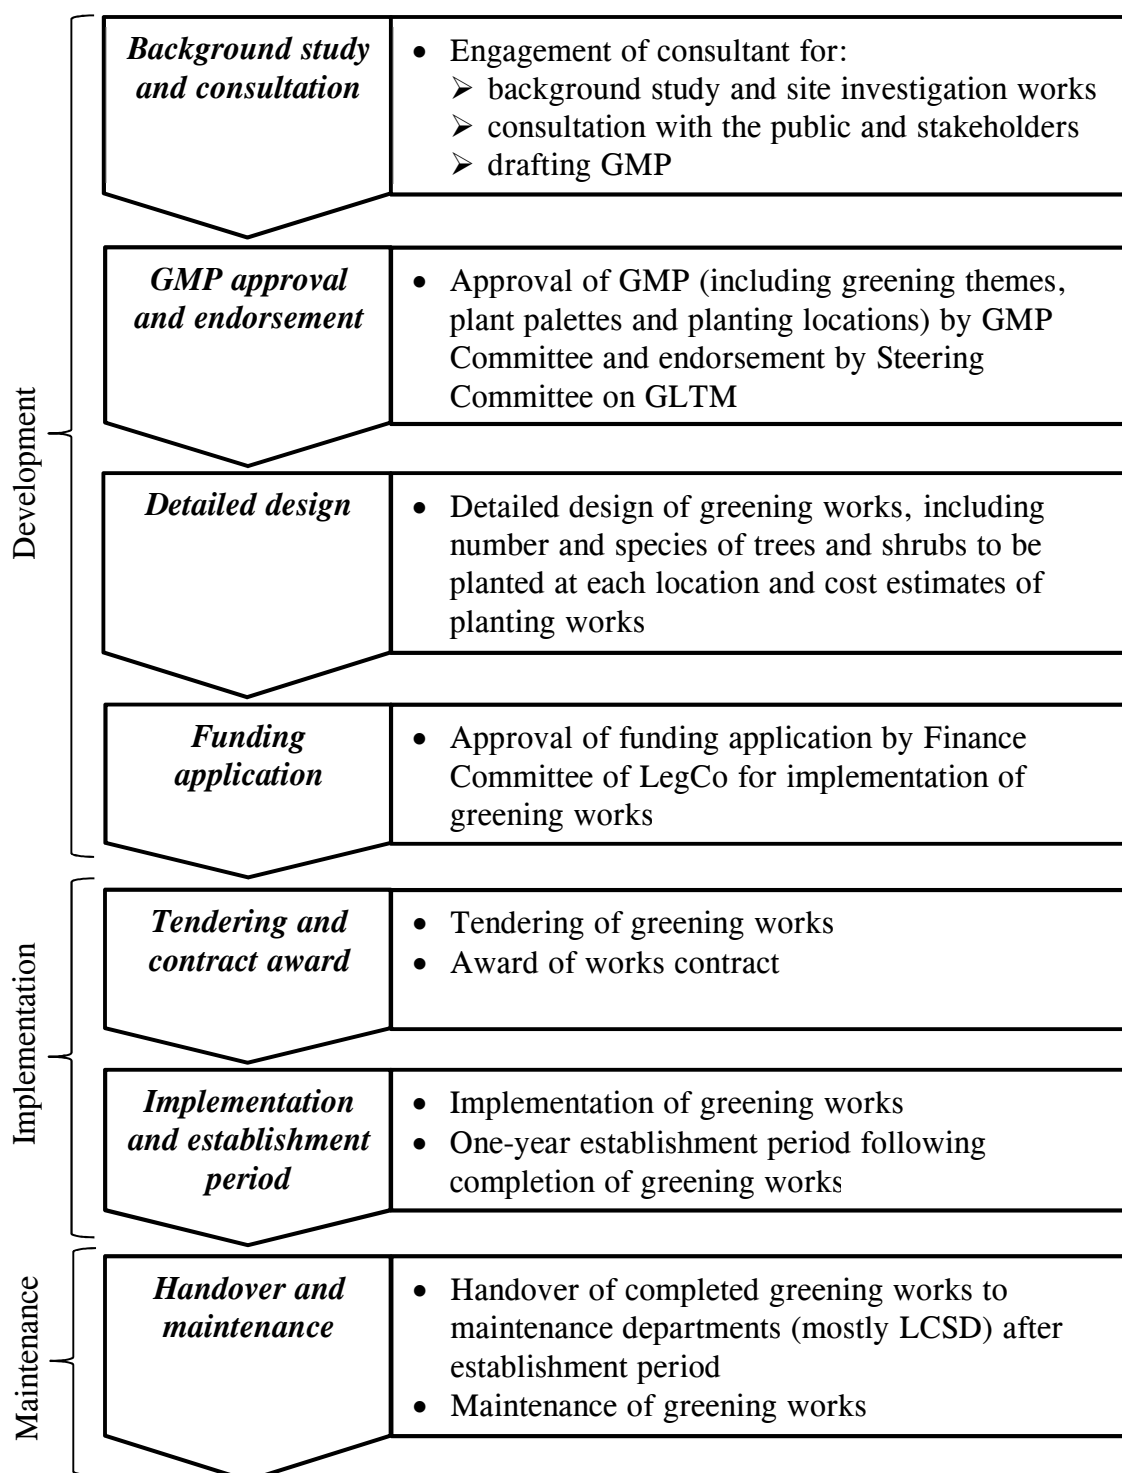 Development
Background study
and consultation
• Engagement of consultant for:
➢ background study and site investigation works
➢ consultation with the public and stakeholders
➢ drafting GMP
GMP approval
and endorsement
• Approval of GMP (including greening themes,
plant palettes and planting locations) by GMP
Committee and endorsement by Steering
Committee on GLTM
Detailed design
• Detailed design of greening works, including
number and species of trees and shrubs to be
planted at each location and cost estimates of
planting works
Funding
application
• Approval of funding application by Finance
Committee of LegCo for implementation of
greening works
Implementation
Tendering and
contract award
• Tendering of greening works
• Award of works contract
Implementation
and establishment
period
• Implementation of greening works
• One-year establishment period following
completion of greening works
Maintenance
Handover and
maintenance
• Handover of completed greening works to
maintenance departments (mostly LCSD) after
establishment period
• Maintenance of greening works